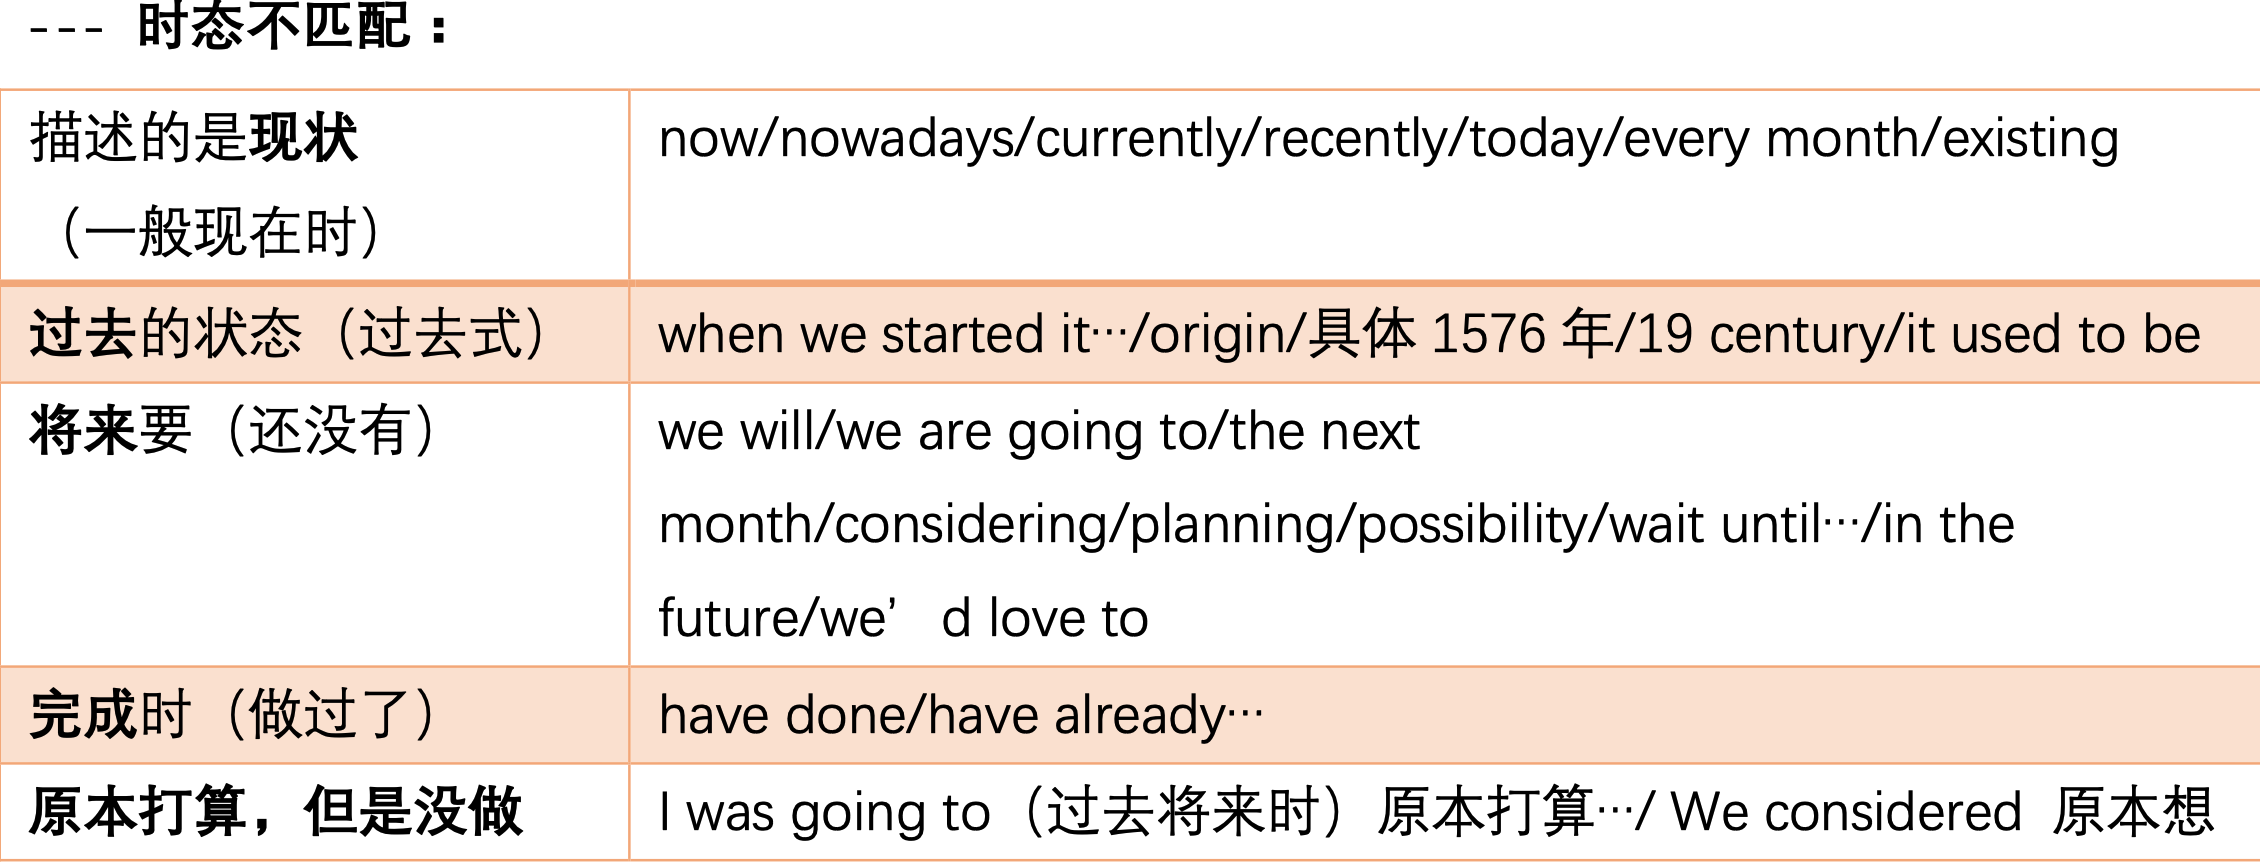 --- 时态不匹配：
描述的是现状
now/nowadays/currently/recently/today/every month/existing
（一般现在时）
过去的状态（过去式）
when we started it…/origin/具体 1576 年/19 century/it used to be
将来要（还没有）
we will/we are going to/the next
month/considering/planning/possibility/wait until…/in the
future/we’d love to
完成时（做过了）
have done/have already…
原本打算，但是没做
I was going to（过去将来时）原本打算…/ We considered 原本想